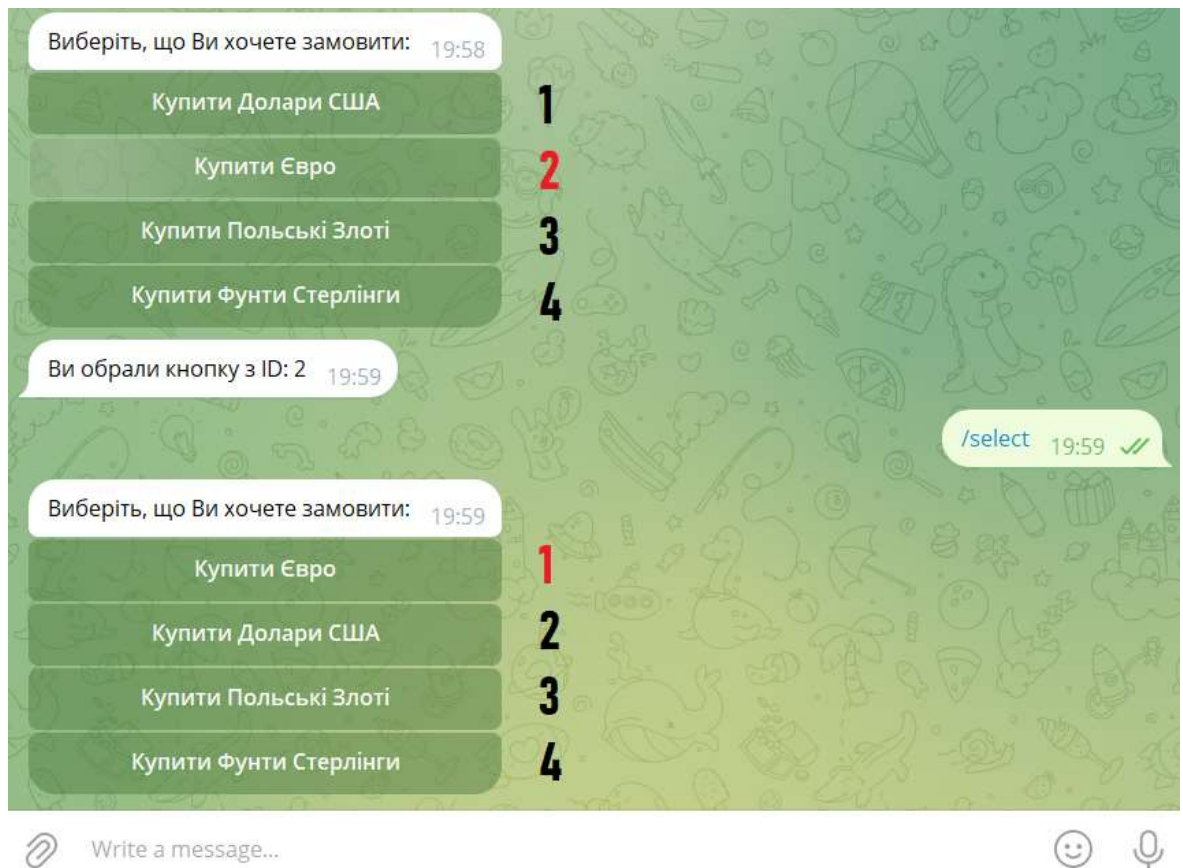 Виберіть, що Ви хочете замовити: 19:58
Купити Долари США 1
Купити Євро 2
Купити Польські Злоті 3
Купити Фунти Стерлінги 4
Ви обрали кнопку з ID: 2 19:59
/select 19:59
Виберіть, що Ви хочете замовити: 19:59
Купити Євро 1
Купити Долари США 2
Купити Польські Злоті 3
Купити Фунти Стерлінги 4
Write a message...